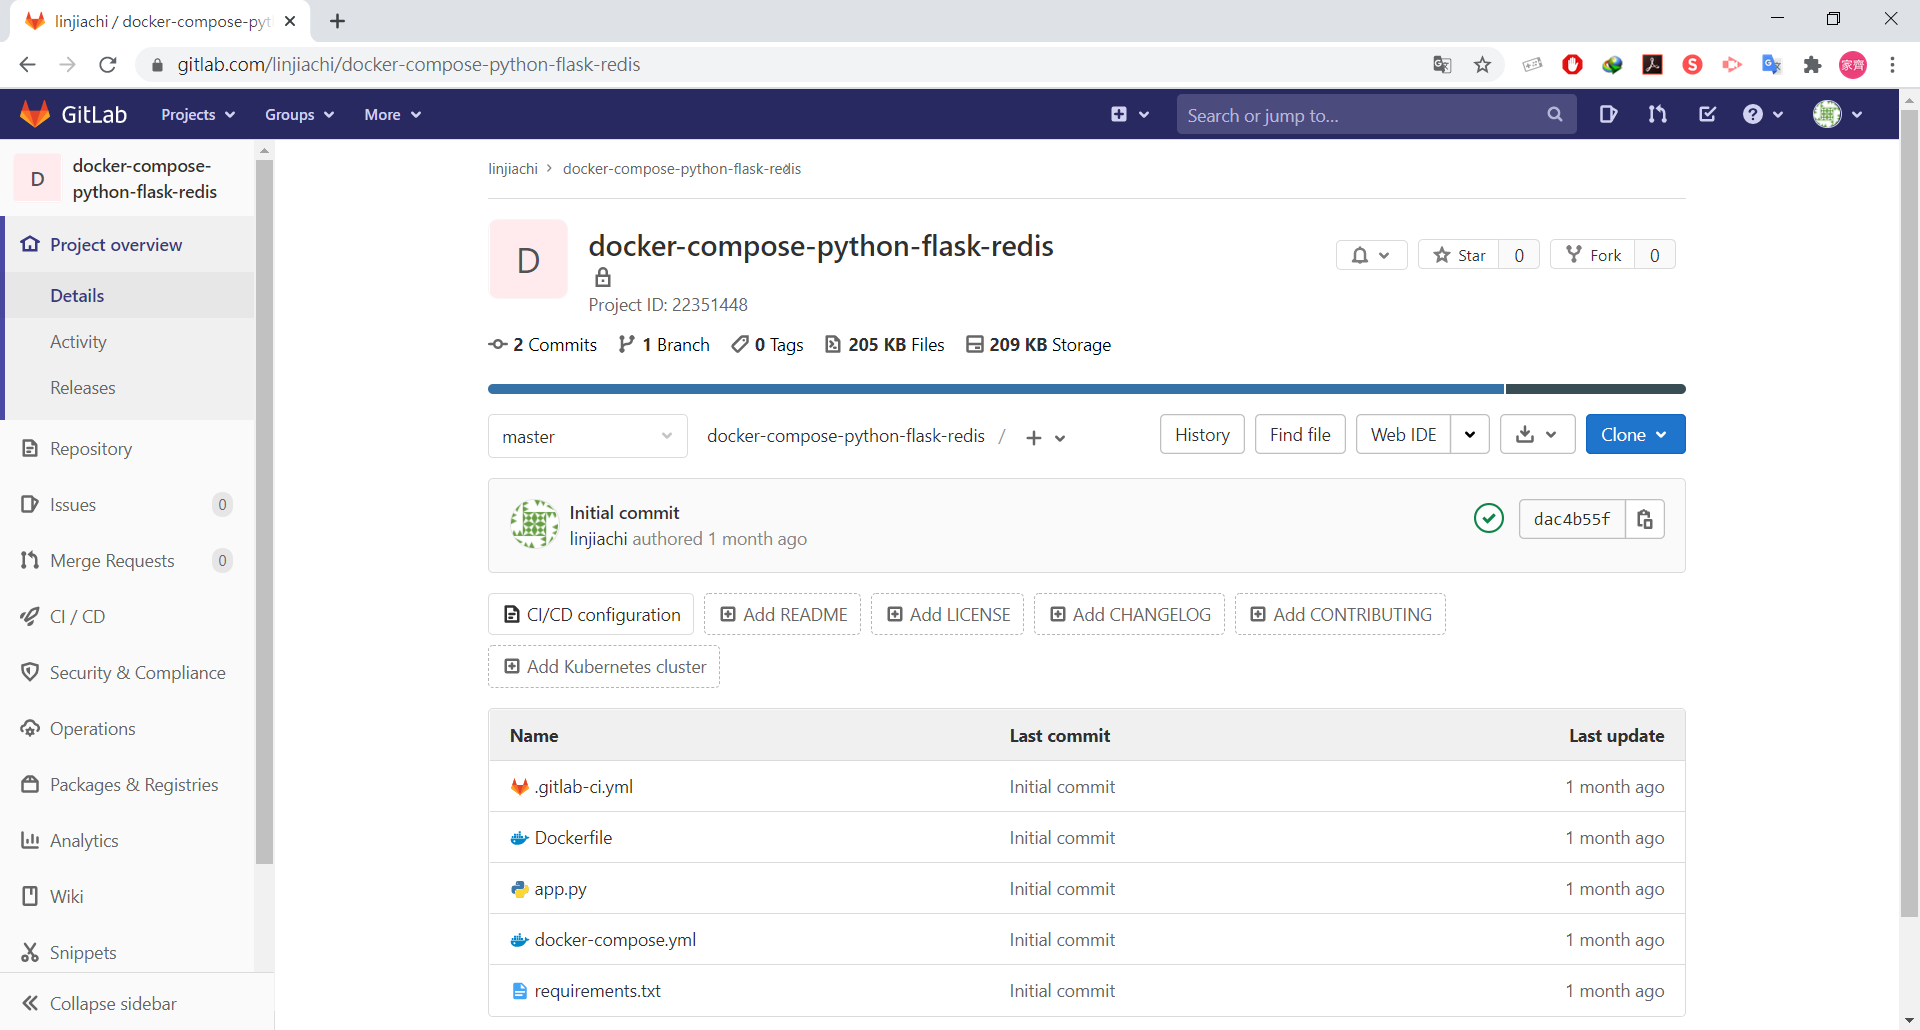 linjiachi / docker-compose-pyt
gitlab.com/linjiachi/docker-compose-python-flask-redis
家齊
GitLab Projects Groups More Search or jump to...
D docker-compose-python-flask-redis
Project overview
Details
Activity
Releases
Repository
Issues 0
Merge Requests 0
CI / CD
Security & Compliance
Operations
Packages & Registries
Analytics
Wiki
Snippets
Collapse sidebar
linjiachi > docker-compose-python-flask-redis
D
docker-compose-python-flask-redis
Project ID: 22351448
Star 0 Fork 0
2 Commits 1 Branch 0 Tags 205 KB Files 209 KB Storage
master docker-compose-python-flask-redis / + History Find file Web IDE Clone
Initial commit
linjiachi authored 1 month ago
dac4b55f
CI/CD configuration Add README Add LICENSE Add CHANGELOG Add CONTRIBUTING
Add Kubernetes cluster
Name Last commit Last update
.gitlab-ci.yml Initial commit 1 month ago
Dockerfile Initial commit 1 month ago
app.py Initial commit 1 month ago
docker-compose.yml Initial commit 1 month ago
requirements.txt Initial commit 1 month ago